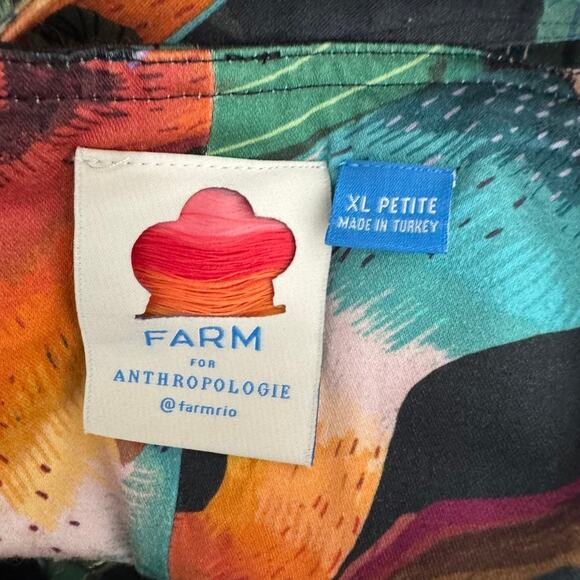 FARM
FOR
ANTHROPOLOGIE
@farmrio
XL PETITE
MADE IN TURKEY